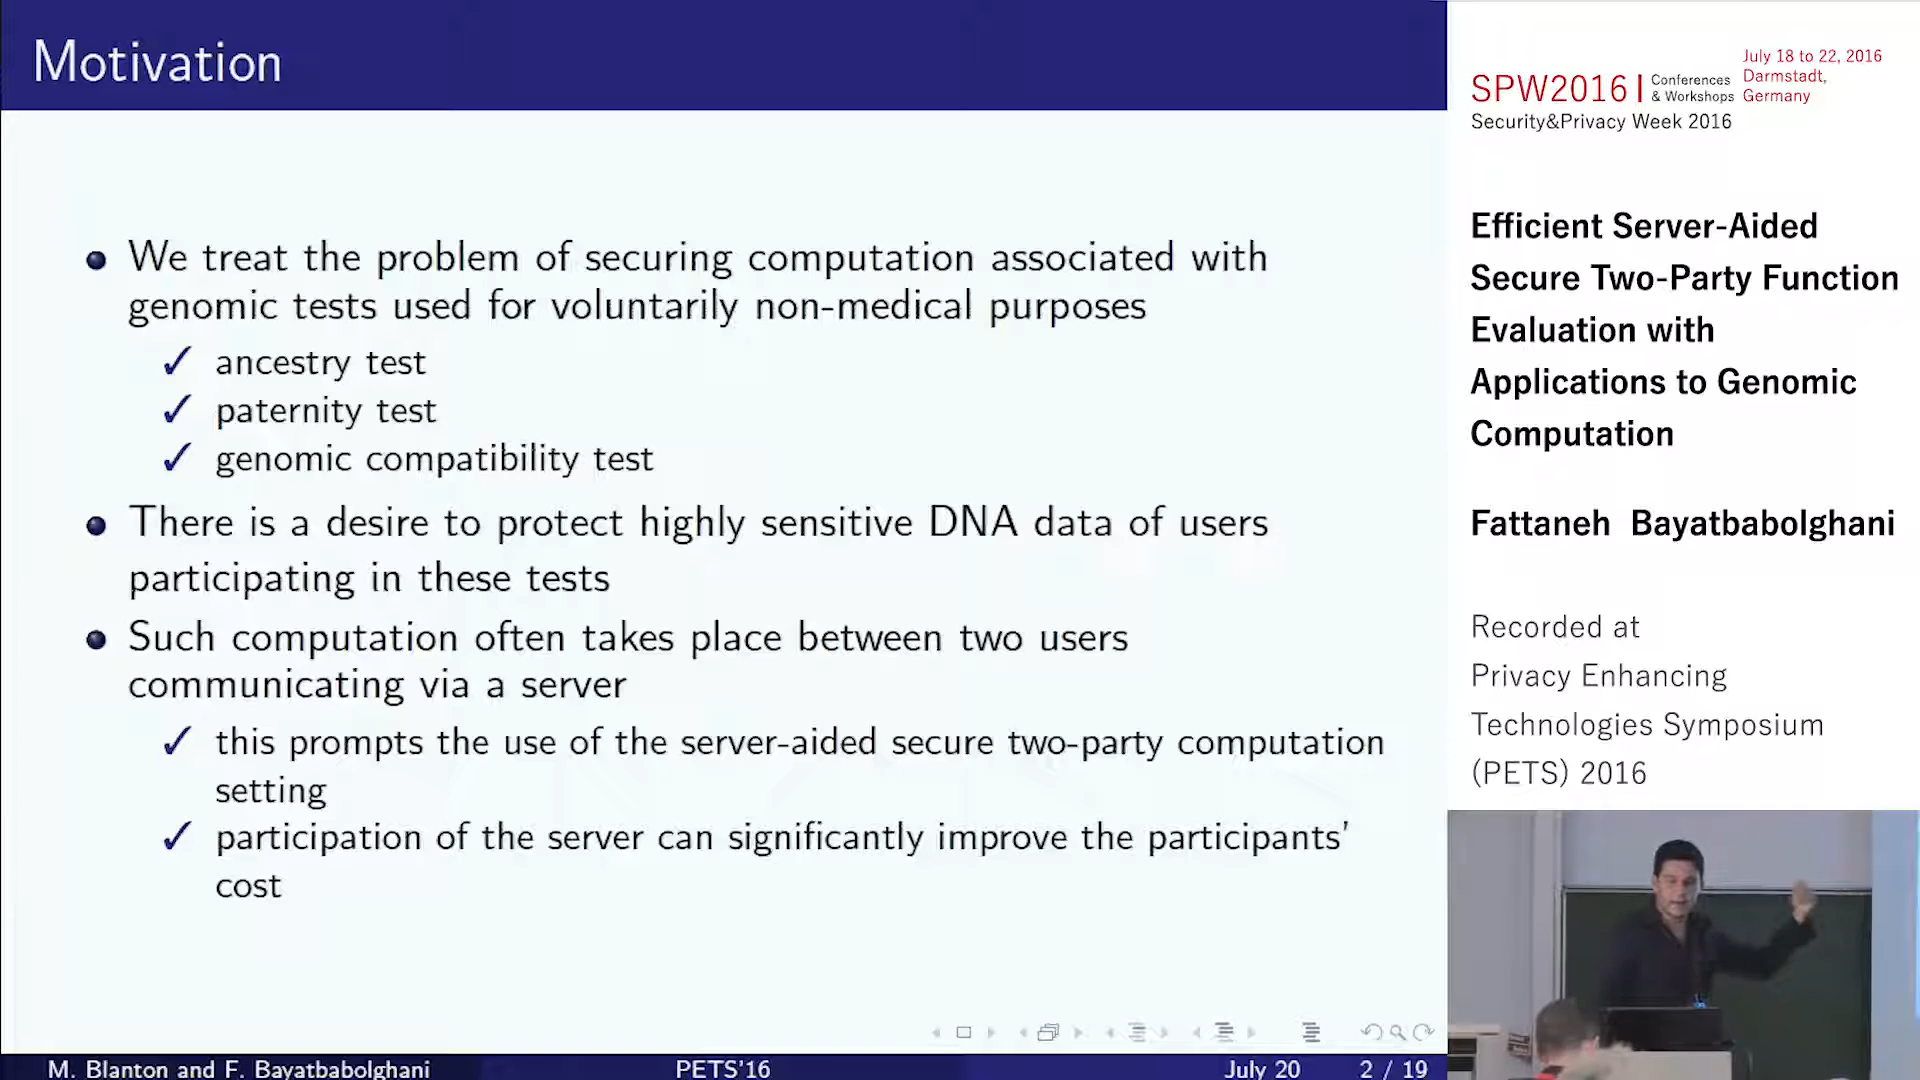 Motivation
We treat the problem of securing computation associated with
genomic tests used for voluntarily non-medical purposes
✓ ancestry test
✓ paternity test
✓ genomic compatibility test
There is a desire to protect highly sensitive DNA data of users
participating in these tests
Such computation often takes place between two users
communicating via a server
✓ this prompts the use of the server-aided secure two-party computation
setting
✓ participation of the server can significantly improve the participants'
cost
M. Blanton and F. Bayatbabolghani PETS'16 July 20 2 / 19
SPW2016 | Conferences & Workshops
July 18 to 22, 2016
Darmstadt,
Germany
Security&Privacy Week 2016
Efficient Server-Aided
Secure Two-Party Function
Evaluation with
Applications to Genomic
Computation
Fattaneh Bayatbabolghani
Recorded at
Privacy Enhancing
Technologies Symposium
(PETS) 2016